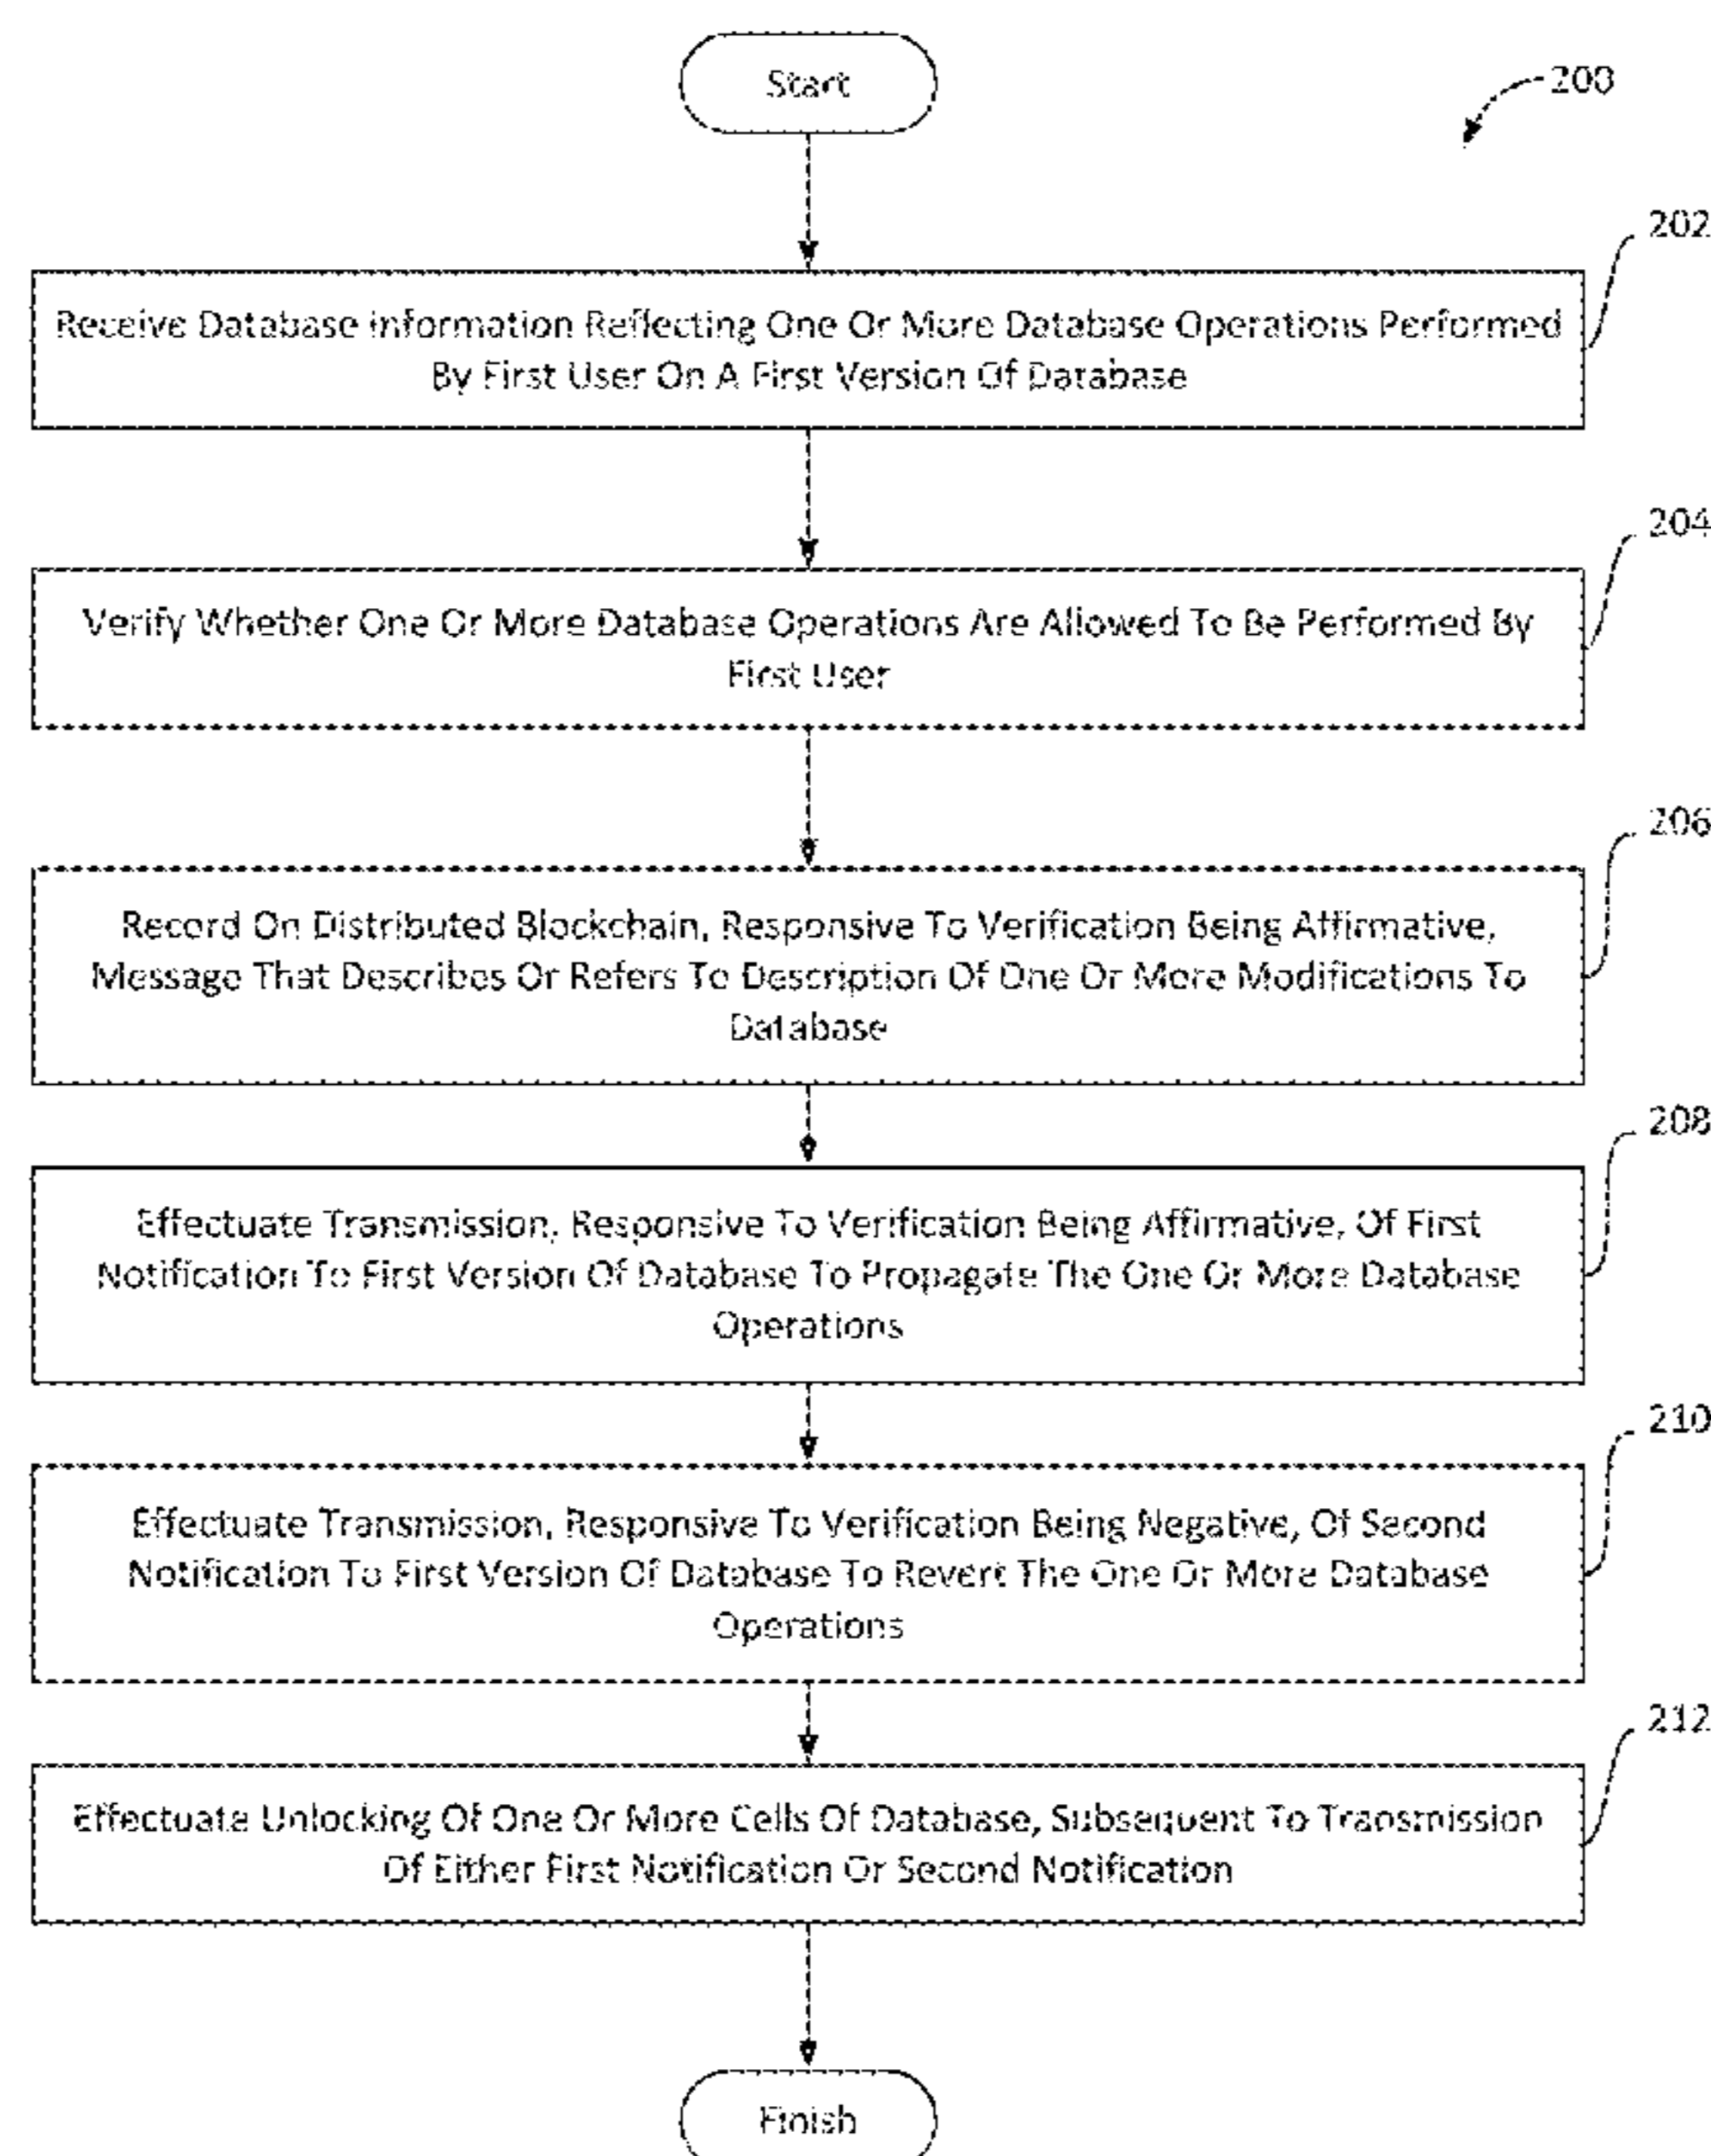 Start
200
202
Receive Database Information Reflecting One Or More Database Operations Performed
By First User On A First Version Of Database
204
Verify Whether One Or More Database Operations Are Allowed To Be Performed By
First User
206
Record On Distributed Blockchain, Responsive To Verification Being Affirmative,
Message That Describes Or Refers To Description Of One Or More Modifications To
Database
208
Effectuate Transmission, Responsive To Verification Being Affirmative, Of First
Notification To First Version Of Database To Propagate The One Or More Database
Operations
210
Effectuate Transmission, Responsive To Verification Being Negative, Of Second
Notification To First Version Of Database To Revert The One Or More Database
Operations
212
Effectuate Unlocking Of One Or More Cells Of Database, Subsequent To Transmission
Of Either First Notification Or Second Notification
Finish